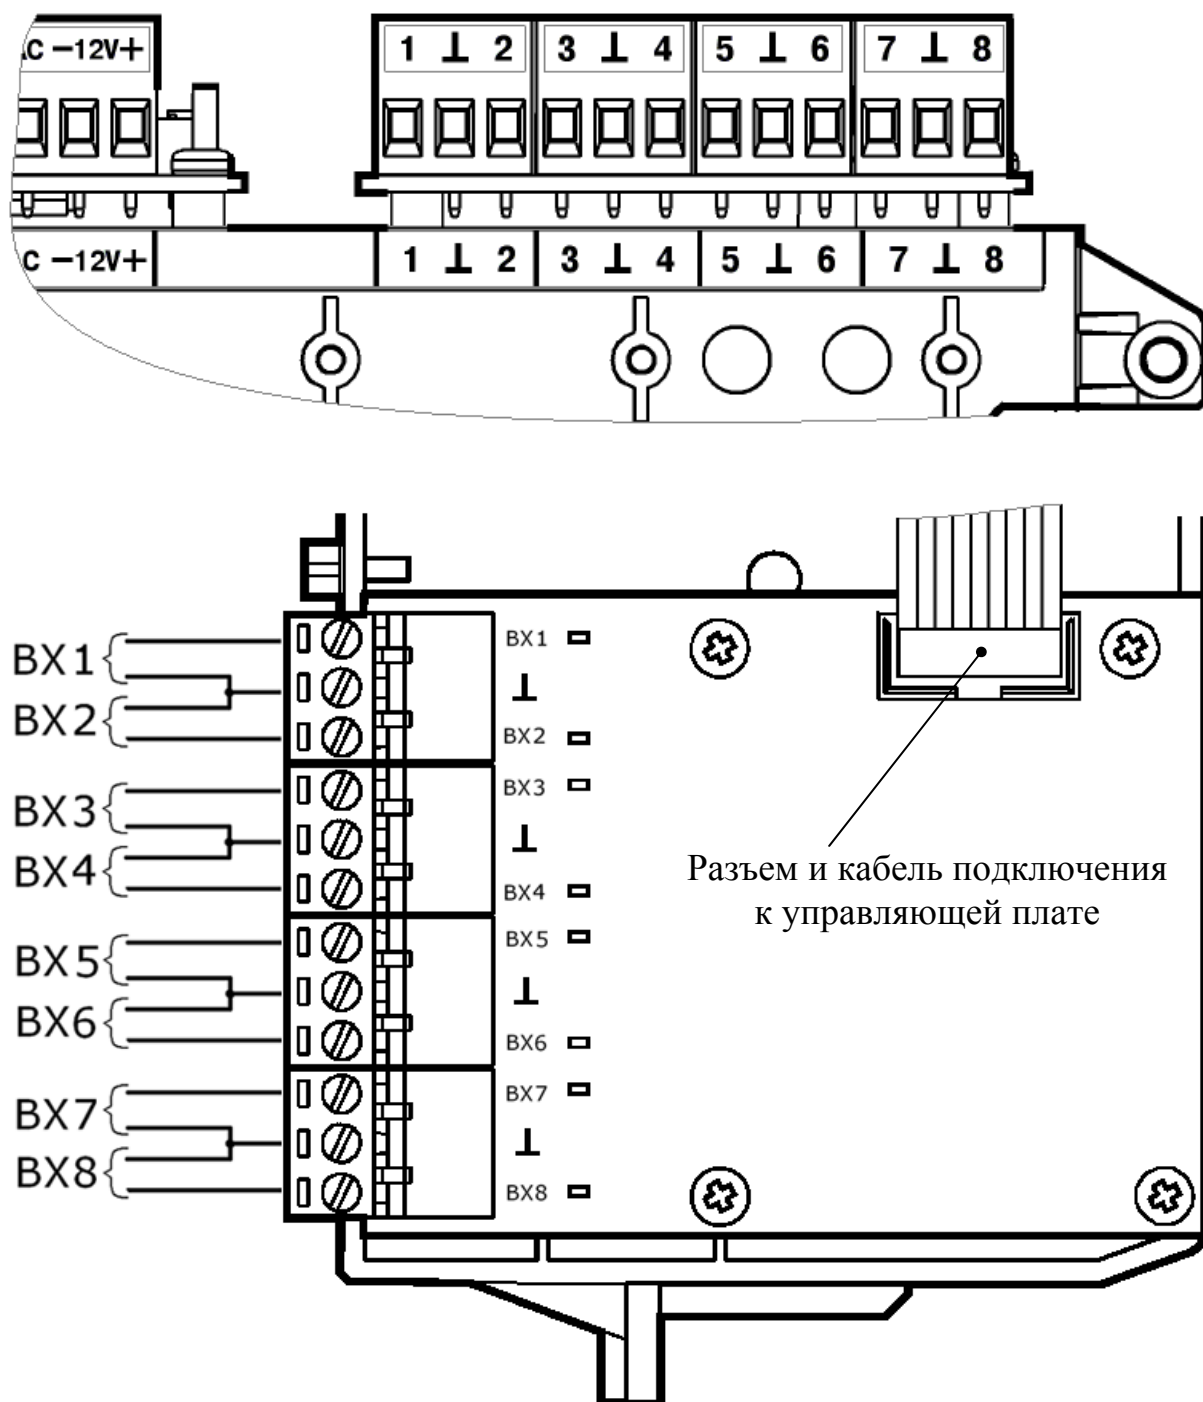 C −12V+ 1 ⊥ 2 3 ⊥ 4 5 ⊥ 6 7 ⊥ 8
C −12V+ 1 ⊥ 2 3 ⊥ 4 5 ⊥ 6 7 ⊥ 8
ВХ1
ВХ2
ВХ3
ВХ4
ВХ5
ВХ6
ВХ7
ВХ8
ВХ1
⊥
ВХ2
ВХ3
⊥
ВХ4
ВХ5
⊥
ВХ6
ВХ7
⊥
ВХ8
Разъем и кабель подключения
к управляющей плате